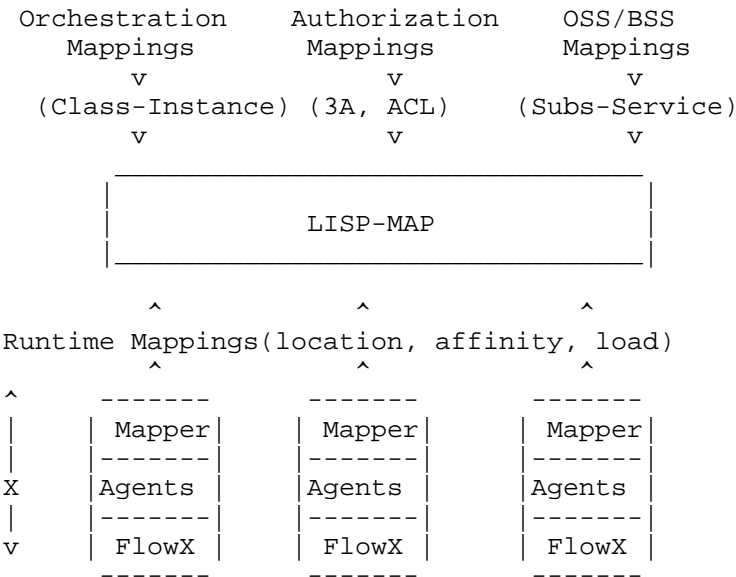 Orchestration Authorization OSS/BSS
Mappings Mappings Mappings
v v v
(Class-Instance) (3A, ACL) (Subs-Service)
v v v
LISP-MAP
^ ^ ^
Runtime Mappings(location, affinity, load)
^ ^ ^
^ ------- ------- -------
| | Mapper| | Mapper| | Mapper|
| |-------| |-------| |-------|
X |Agents | |Agents | |Agents |
| |-------| |-------| |-------|
v | FlowX | | FlowX | | FlowX |
------- ------- -------